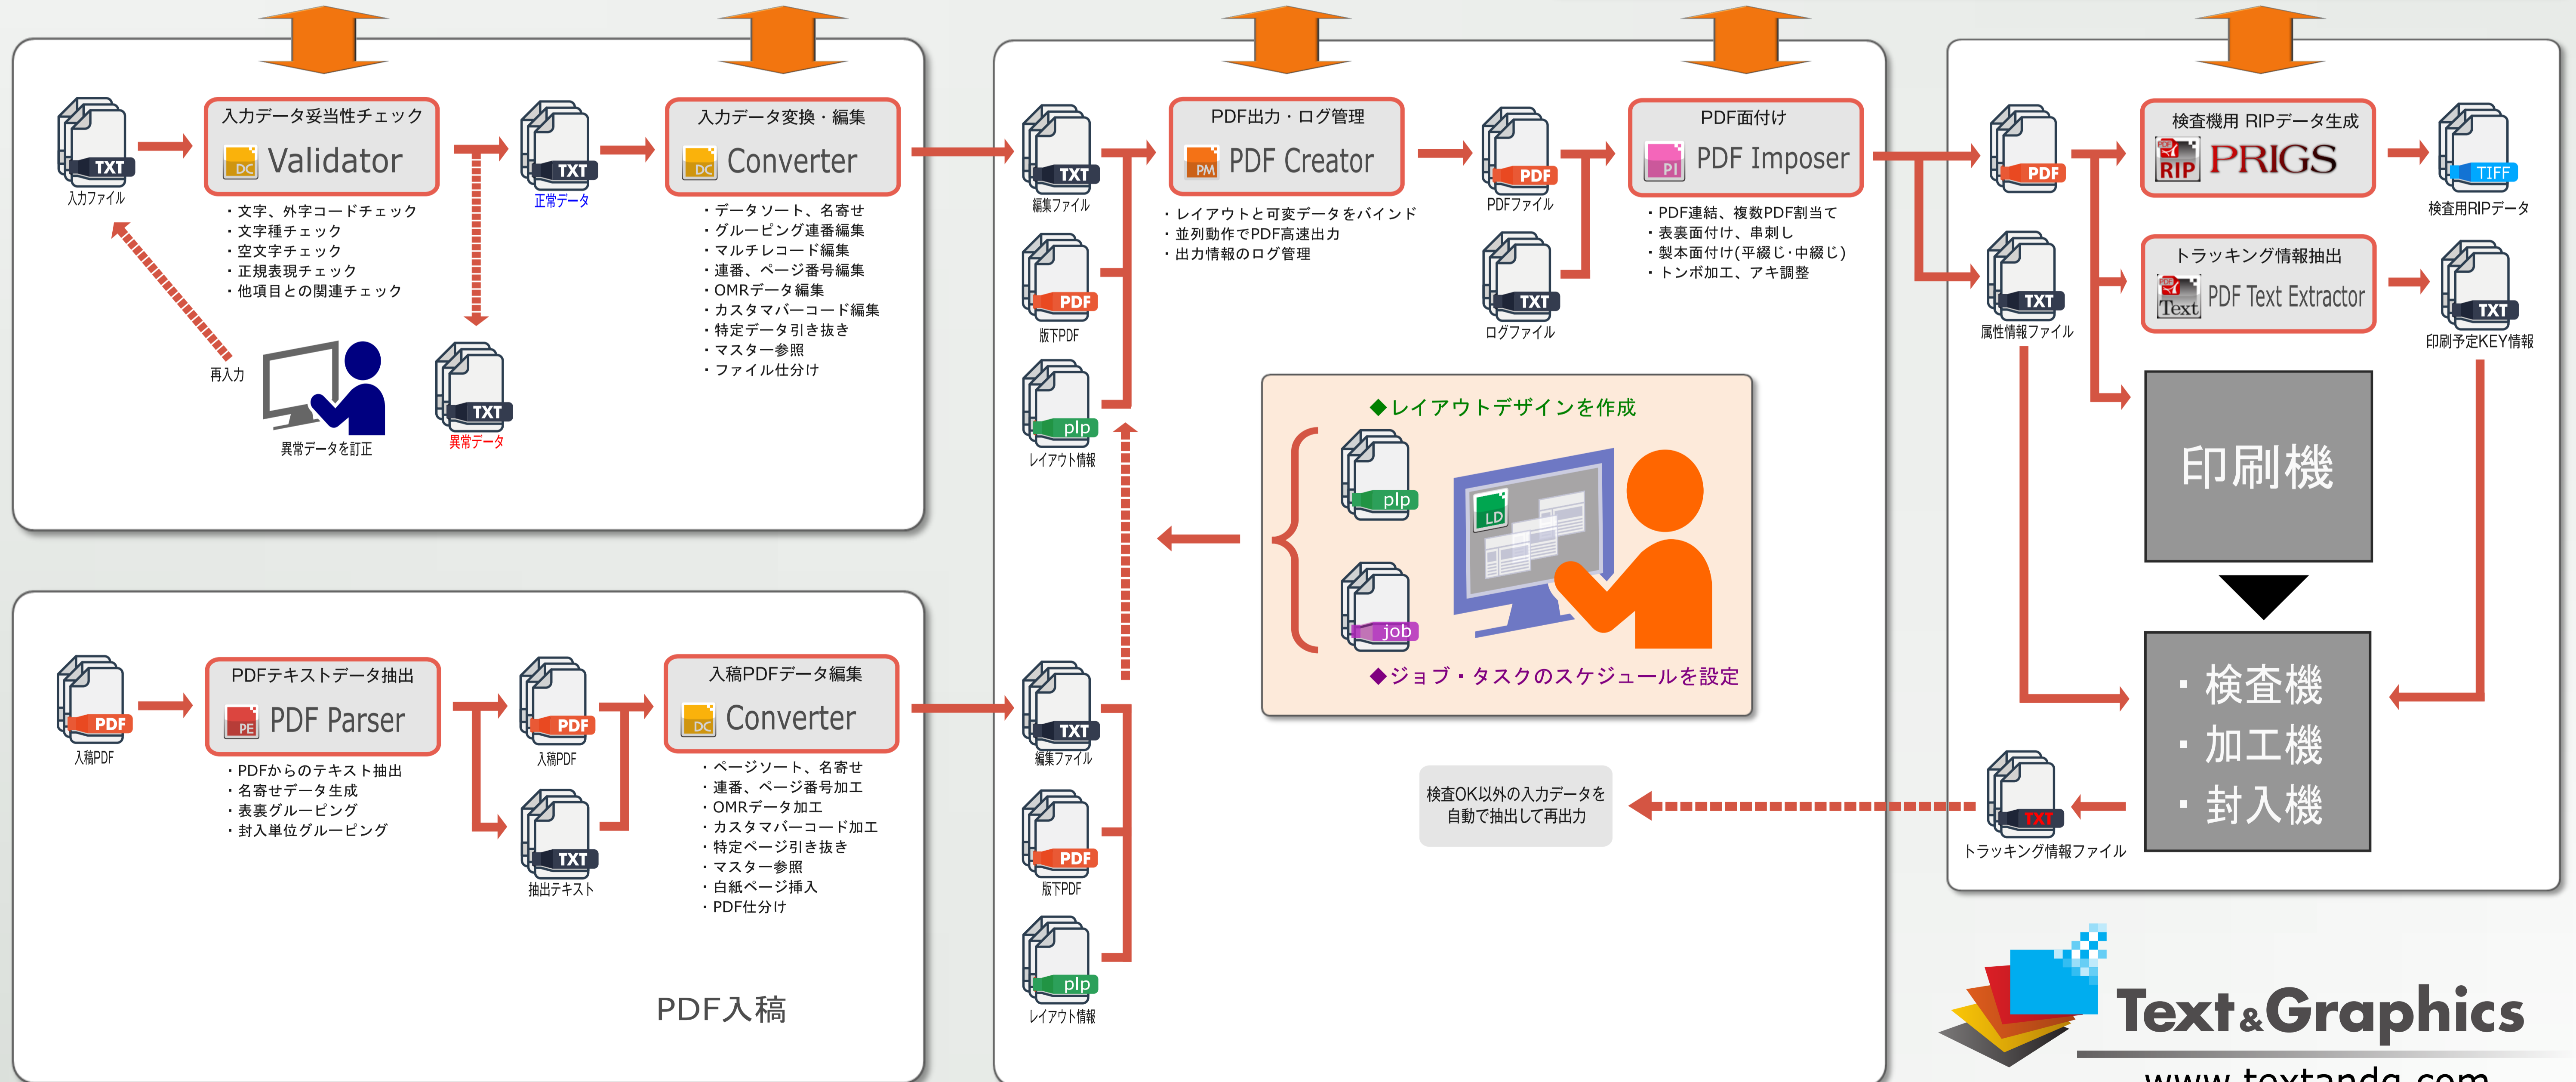 TXT
入力ファイル
入力データ妥当性チェック
DC Validator
・文字、外字コードチェック
・文字種チェック
・空文字チェック
・正規表現チェック
・他項目との関連チェック
再入力
異常データを訂正
TXT
正常データ
TXT
異常データ
入力データ変換・編集
DC Converter
・データソート、名寄せ
・グルーピング連番編集
・マルチレコード編集
・連番、ページ番号編集
・OMRデータ編集
・カスタマバーコード編集
・特定データ引き抜き
・マスター参照
・ファイル仕分け
PDF
入稿PDF
PDFテキストデータ抽出
PE PDF Parser
・PDFからのテキスト抽出
・名寄せデータ生成
・表裏グルーピング
・封入単位グルーピング
PDF
入稿PDF
TXT
抽出テキスト
入稿PDFデータ編集
DC Converter
・ページソート、名寄せ
・連番、ページ番号加工
・OMRデータ加工
・カスタマバーコード加工
・特定ページ引き抜き
・マスター参照
・白紙ページ挿入
・PDF仕分け
PDF入稿
TXT
編集ファイル
PDF
版下PDF
plp
レイアウト情報
PDF出力・ログ管理
PM PDF Creator
・レイアウトと可変データをバインド
・並列動作でPDF高速出力
・出力情報のログ管理
PDF
PDFファイル
TXT
ログファイル
PDF面付け
PI PDF Imposer
・PDF連結、複数PDF割当て
・表裏面付け、串刺し
・製本面付け(平綴じ・中綴じ)
・トンボ加工、アキ調整
◆レイアウトデザインを作成
plp
LD
job
◆ジョブ・タスクのスケジュールを設定
TXT
編集ファイル
PDF
版下PDF
plp
レイアウト情報
検査OK以外の入力データを
自動で抽出して再出力
PDF
TXT
属性情報ファイル
検査機用 RIPデータ生成
PDF RIP PRIGS
TIFF
検査用RIPデータ
トラッキング情報抽出
PDF Text PDF Text Extractor
TXT
印刷予定KEY情報
印刷機
・検査機
・加工機
・封入機
TXT
トラッキング情報ファイル
Text&Graphics
www.textandg.com